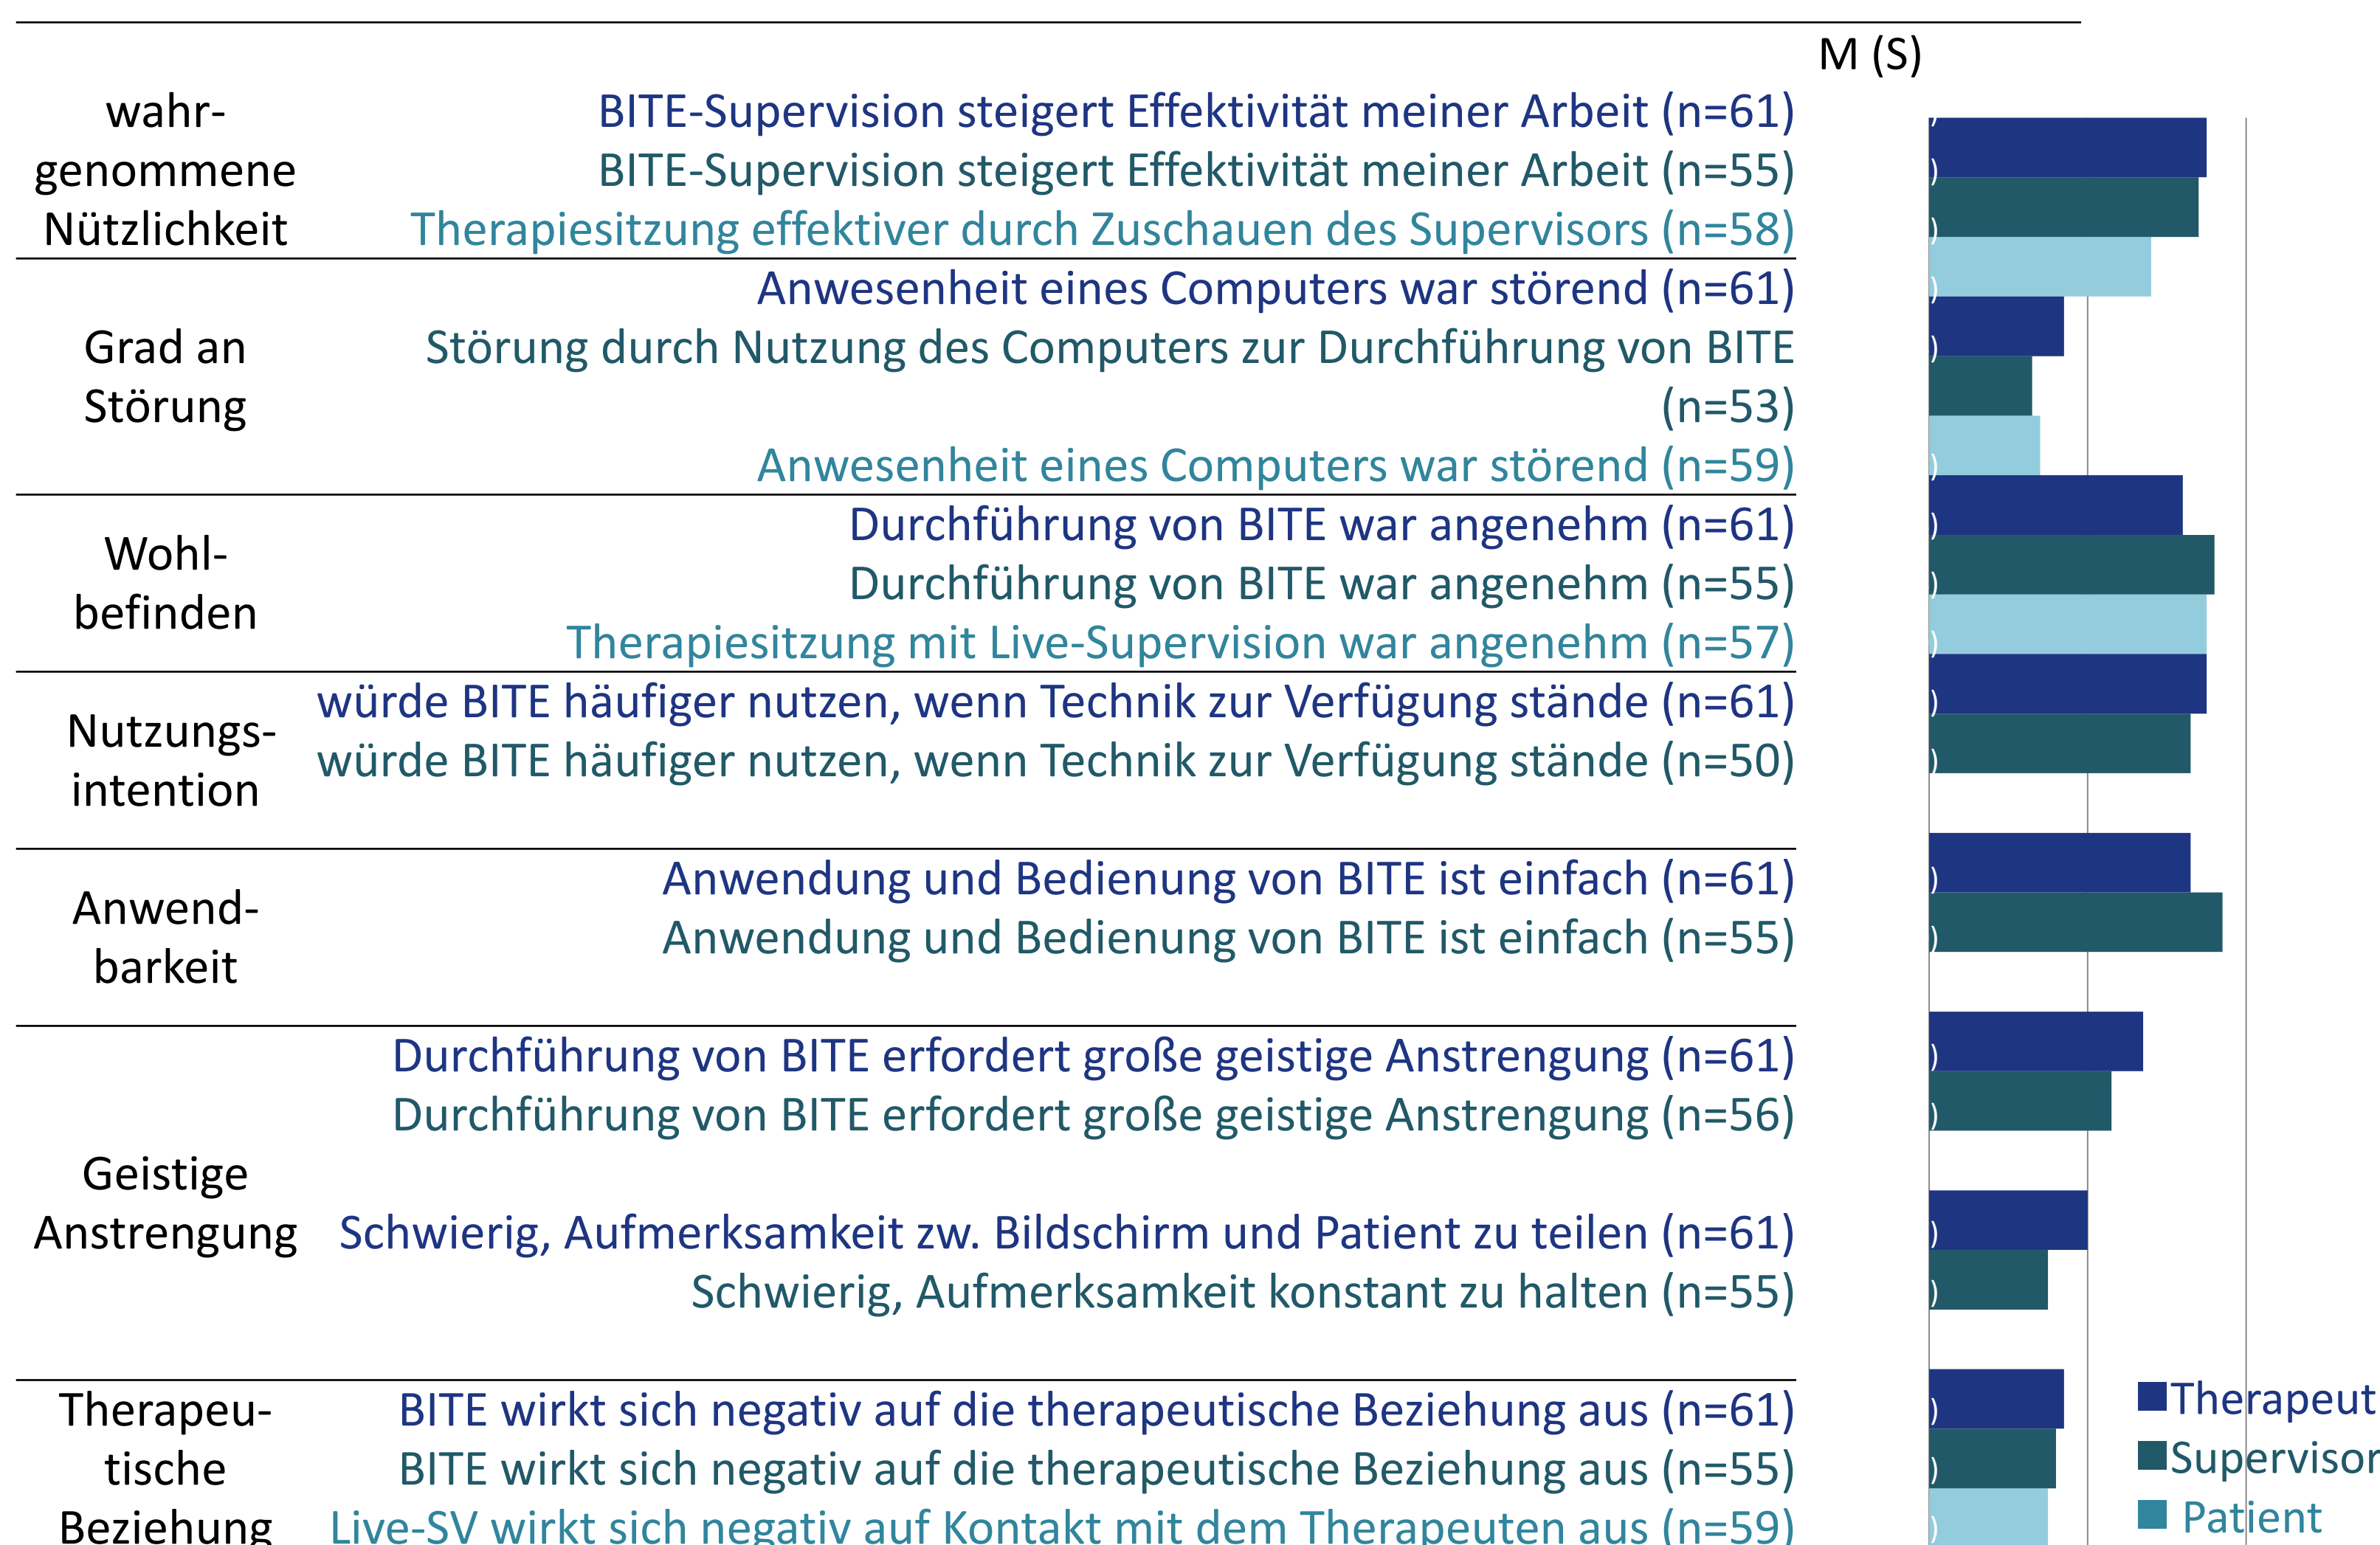 M (S)
wahr-
genommene
Nützlichkeit
BITE-Supervision steigert Effektivität meiner Arbeit (n=61)
BITE-Supervision steigert Effektivität meiner Arbeit (n=55)
Therapiesitzung effektiver durch Zuschauen des Supervisors (n=58)
)
)
)
Grad an
Störung
Anwesenheit eines Computers war störend (n=61)
Störung durch Nutzung des Computers zur Durchführung von BITE
(n=53)
Anwesenheit eines Computers war störend (n=59)
)
)
)
Wohl-
befinden
Durchführung von BITE war angenehm (n=61)
Durchführung von BITE war angenehm (n=55)
Therapiesitzung mit Live-Supervision war angenehm (n=57)
)
)
)
Nutzungs-
intention
würde BITE häufiger nutzen, wenn Technik zur Verfügung stände (n=61)
würde BITE häufiger nutzen, wenn Technik zur Verfügung stände (n=50)
)
)
Anwend-
barkeit
Anwendung und Bedienung von BITE ist einfach (n=61)
Anwendung und Bedienung von BITE ist einfach (n=55)
)
)
Geistige
Anstrengung
Durchführung von BITE erfordert große geistige Anstrengung (n=61)
Durchführung von BITE erfordert große geistige Anstrengung (n=56)
Schwierig, Aufmerksamkeit zw. Bildschirm und Patient zu teilen (n=61)
Schwierig, Aufmerksamkeit konstant zu halten (n=55)
)
)
)
)
Therapeu-
tische
Beziehung
BITE wirkt sich negativ auf die therapeutische Beziehung aus (n=61)
BITE wirkt sich negativ auf die therapeutische Beziehung aus (n=55)
Live-SV wirkt sich negativ auf Kontakt mit dem Therapeuten aus (n=59)
)
)
)
Therapeut
Supervisor
Patient